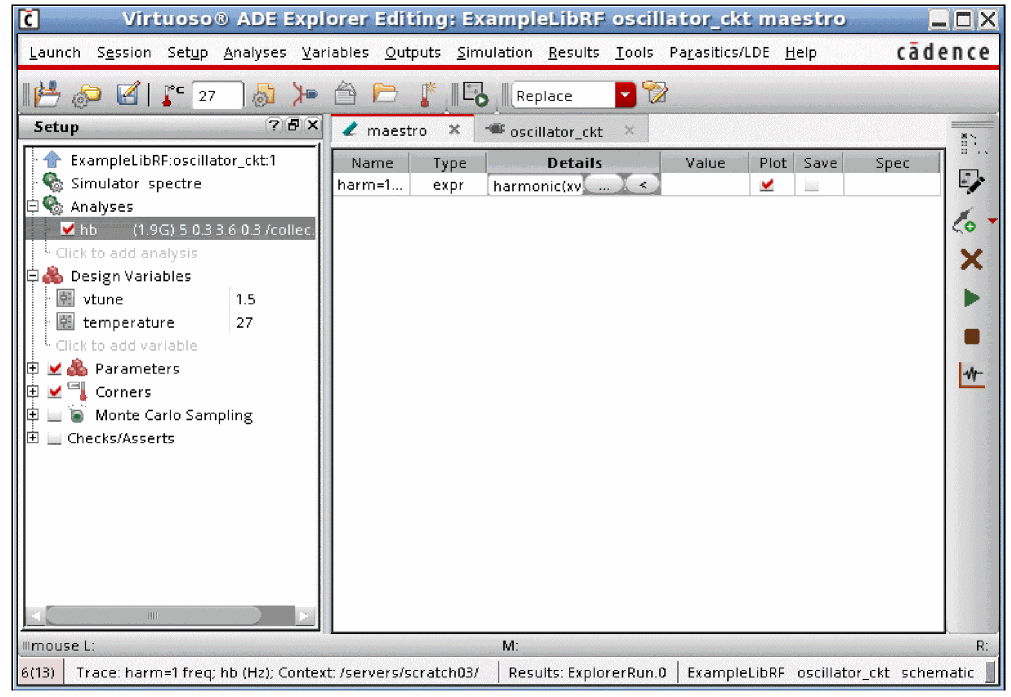 Virtuoso® ADE Explorer Editing: ExampleLibRF oscillator_ckt maestro
Launch Session Setup Analyses Variables Outputs Simulation Results Tools Parasitics/LDE Help cādence
°C 27 Replace
Setup
maestro oscillator_ckt
ExampleLibRF:oscillator_ckt:1
Name Type Details Value Plot Save Spec
Simulator spectre
harm=1... expr harmonic(xv ... <
Analyses
hb (1.9G) 5 0.3 3.6 0.3 /collec.
Click to add analysis
Design Variables
vtune 1.5
temperature 27
Click to add variable
Parameters
Corners
Monte Carlo Sampling
Checks/Asserts
mouse L: M: R:
6(13) Trace: harm=1 freq; hb (Hz); Context: /servers/scratch03/ Results: ExplorerRun.0 ExampleLibRF oscillator_ckt schematic